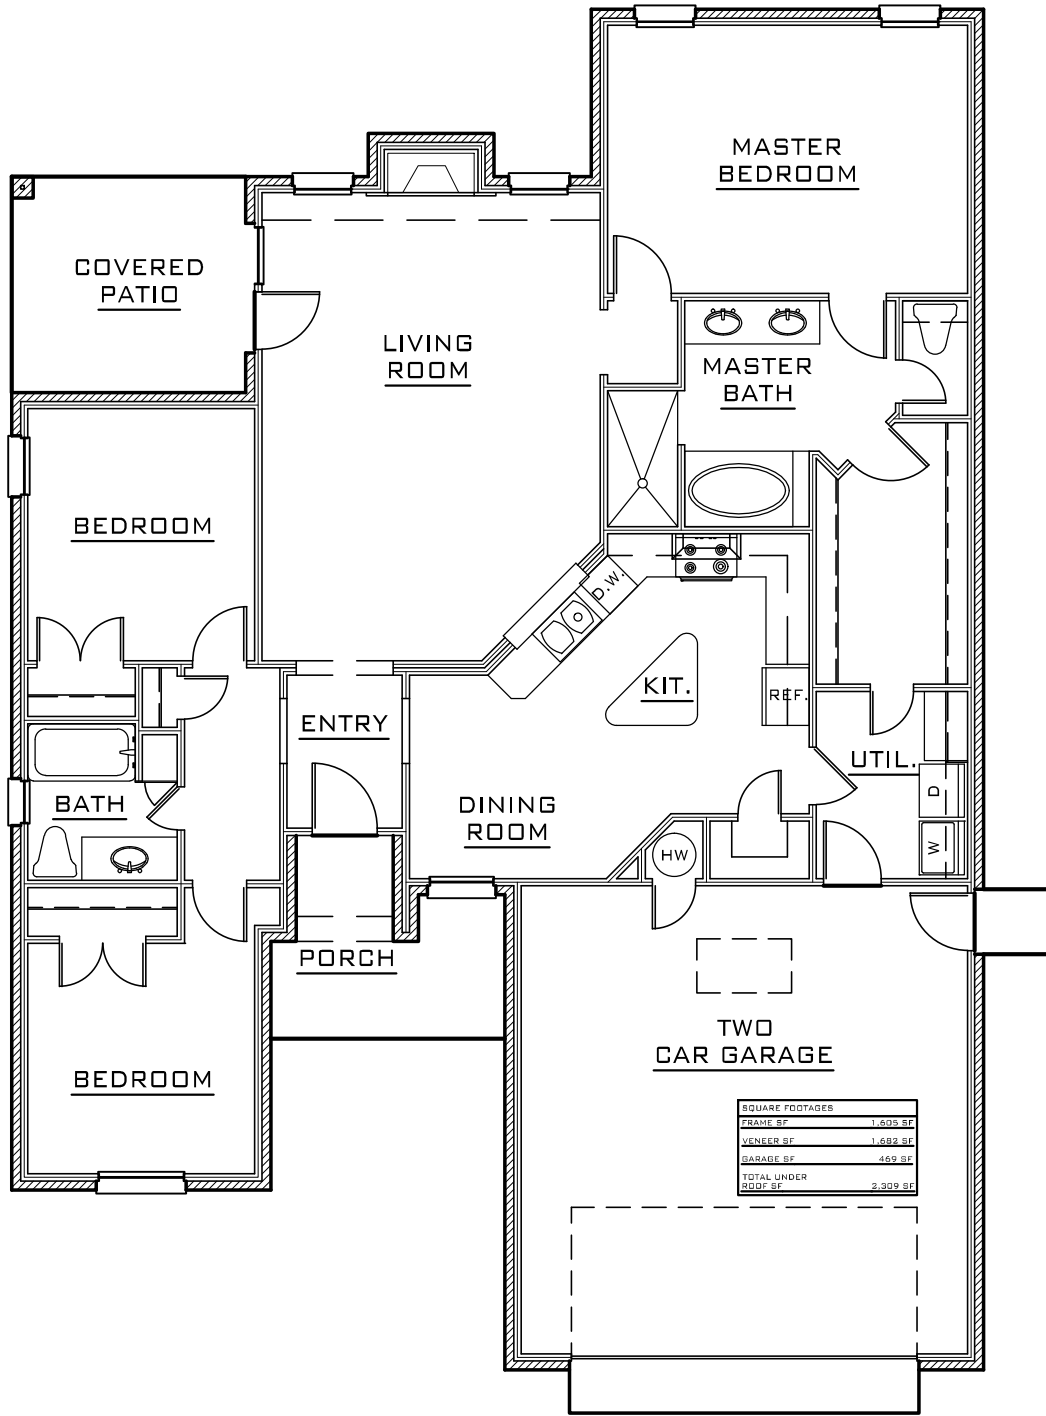 MASTER
BEDROOM
COVERED
PATIO
LIVING
ROOM
MASTER
BATH
BEDROOM
D.W.
KIT.
REF.
ENTRY
UTIL.
BATH
DINING
ROOM
D
W
HW
PORCH
TWO
CAR GARAGE
BEDROOM
SQUARE FOOTAGES
FRAME SF 1,605 SF
VENEER SF 1,682 SF
GARAGE SF 469 SF
TOTAL UNDER
ROOF SF 2,309 SF